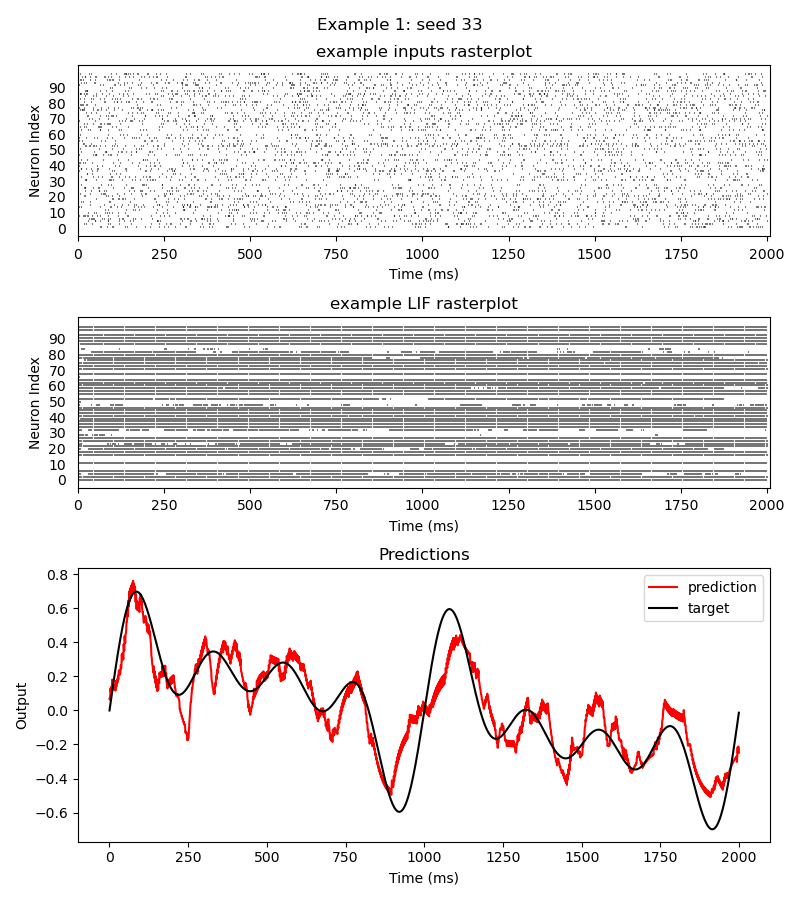 Example 1: seed 33
example inputs rasterplot
Neuron Index
90
80
70
60
50
40
30
20
10
0
0 250 500 750 1000 1250 1500 1750 2000
Time (ms)
example LIF rasterplot
Neuron Index
90
80
70
60
50
40
30
20
10
0
0 250 500 750 1000 1250 1500 1750 2000
Time (ms)
Predictions
Output
0.8
0.6
0.4
0.2
0.0
−0.2
−0.4
−0.6
prediction
target
0 250 500 750 1000 1250 1500 1750 2000
Time (ms)